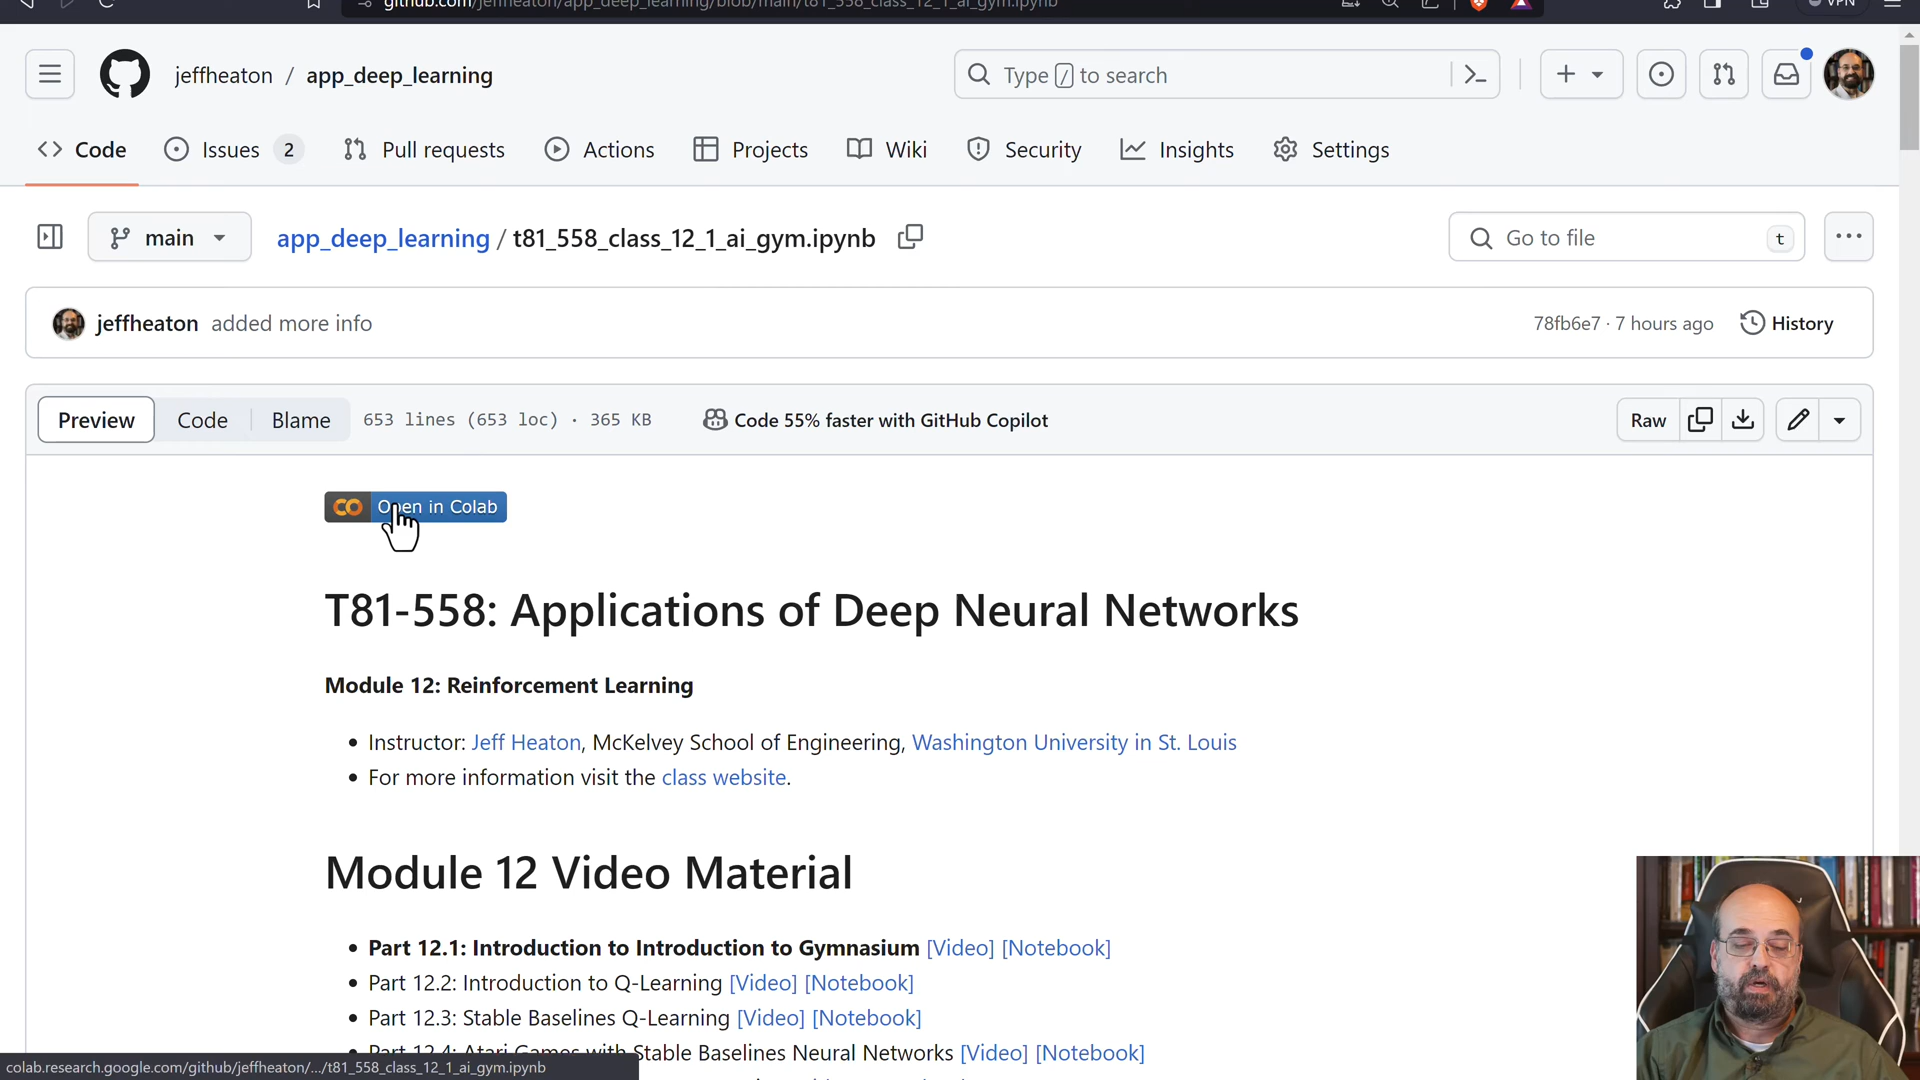 github.com/jeffheaton/app_deep_learning/blob/main/t81_558_class_12_1_ai_gym.ipynb
VPN
jeffheaton / app_deep_learning
Type / to search
Code
Issues 2
Pull requests
Actions
Projects
Wiki
Security
Insights
Settings
main
app_deep_learning / t81_558_class_12_1_ai_gym.ipynb
Go to file
t
jeffheaton added more info
78fb6e7 · 7 hours ago
History
Preview
Code
Blame
653 lines (653 loc) · 365 KB
Code 55% faster with GitHub Copilot
Raw
Open in Colab
T81-558: Applications of Deep Neural Networks
Module 12: Reinforcement Learning
• Instructor: Jeff Heaton, McKelvey School of Engineering, Washington University in St. Louis
• For more information visit the class website.
Module 12 Video Material
• Part 12.1: Introduction to Introduction to Gymnasium [Video] [Notebook]
• Part 12.2: Introduction to Q-Learning [Video] [Notebook]
• Part 12.3: Stable Baselines Q-Learning [Video] [Notebook]
• Part 12.4: Atari Games with Stable Baselines Neural Networks [Video] [Notebook]
colab.research.google.com/github/jeffheaton/.../t81_558_class_12_1_ai_gym.ipynb